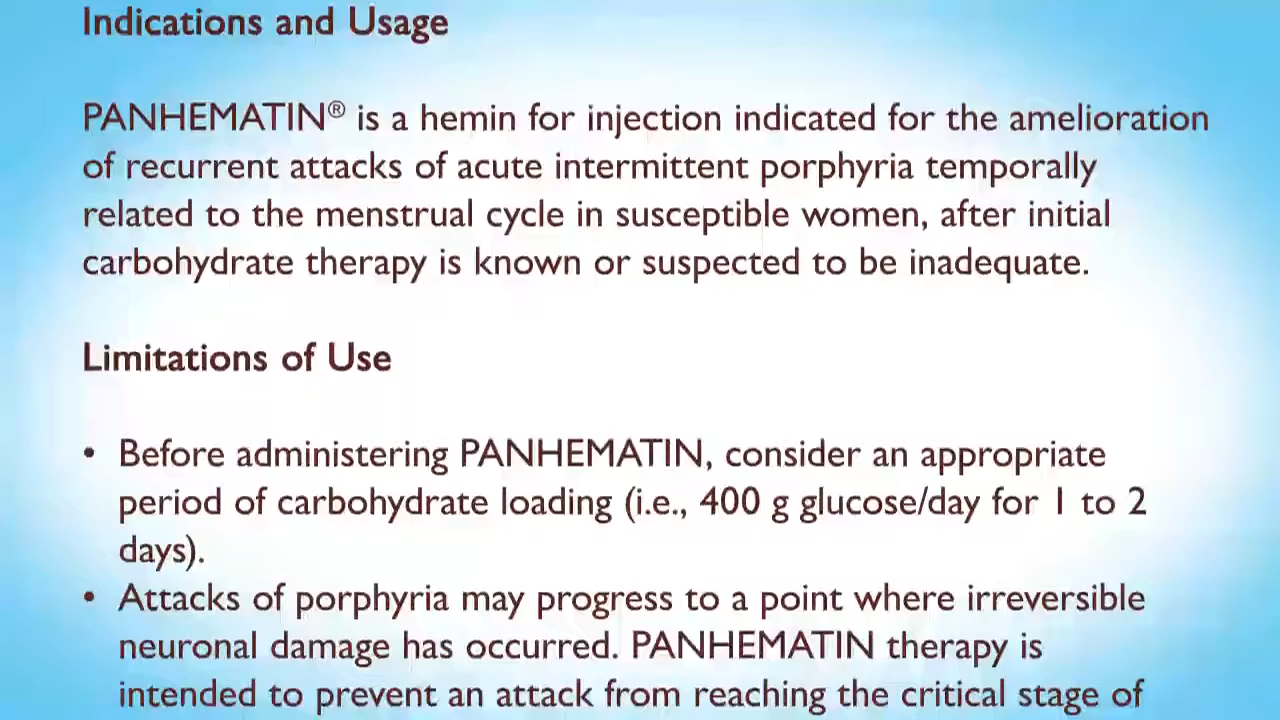 Indications and Usage
PANHEMATIN® is a hemin for injection indicated for the amelioration
of recurrent attacks of acute intermittent porphyria temporally
related to the menstrual cycle in susceptible women, after initial
carbohydrate therapy is known or suspected to be inadequate.
Limitations of Use
• Before administering PANHEMATIN, consider an appropriate
period of carbohydrate loading (i.e., 400 g glucose/day for 1 to 2
days).
• Attacks of porphyria may progress to a point where irreversible
neuronal damage has occurred. PANHEMATIN therapy is
intended to prevent an attack from reaching the critical stage of